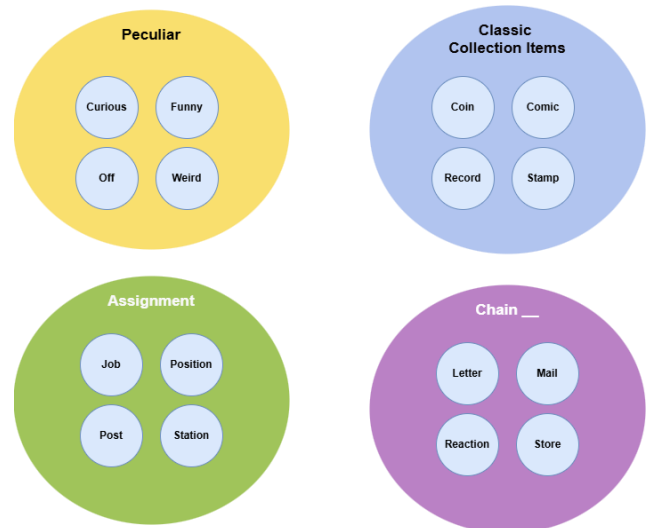 Peculiar
Curious
Funny
Off
Weird
Classic
Collection Items
Coin
Comic
Record
Stamp
Assignment
Job
Position
Post
Station
Chain __
Letter
Mail
Reaction
Store